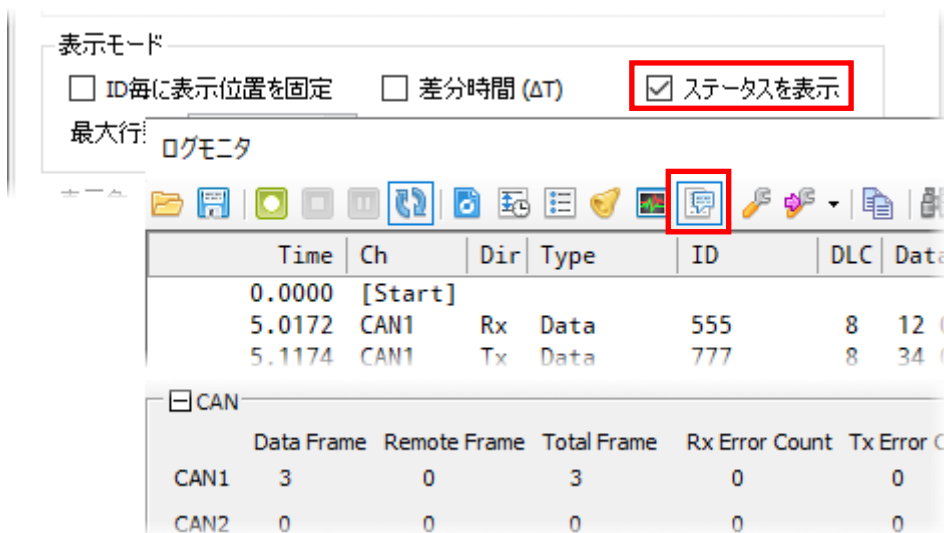 表示モード
ID毎に表示位置を固定 差分時間 (ΔT) ステータスを表示
最大行
ログモニタ
Time Ch Dir Type ID DLC Data
0.0000 [Start]
5.0172 CAN1 Rx Data 555 8 12
5.1174 CAN1 Tx Data 777 8 34
CAN
Data Frame Remote Frame Total Frame Rx Error Count Tx Error
CAN1 3 0 3 0 0
CAN2 0 0 0 0 0